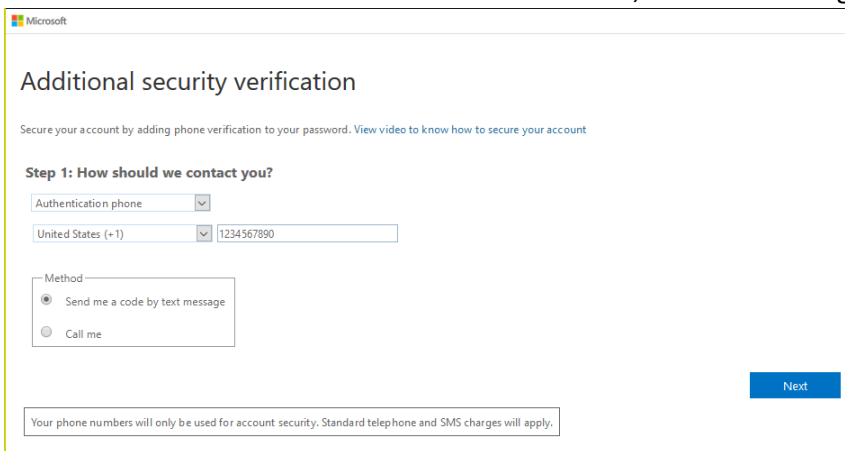 Microsoft
Additional security verification
Secure your account by adding phone verification to your password. View video to know how to secure your account
Step 1: How should we contact you?
Authentication phone
United States (+1) 1234567890
Method
Send me a code by text message
Call me
Next
Your phone numbers will only be used for account security. Standard telephone and SMS charges will apply.